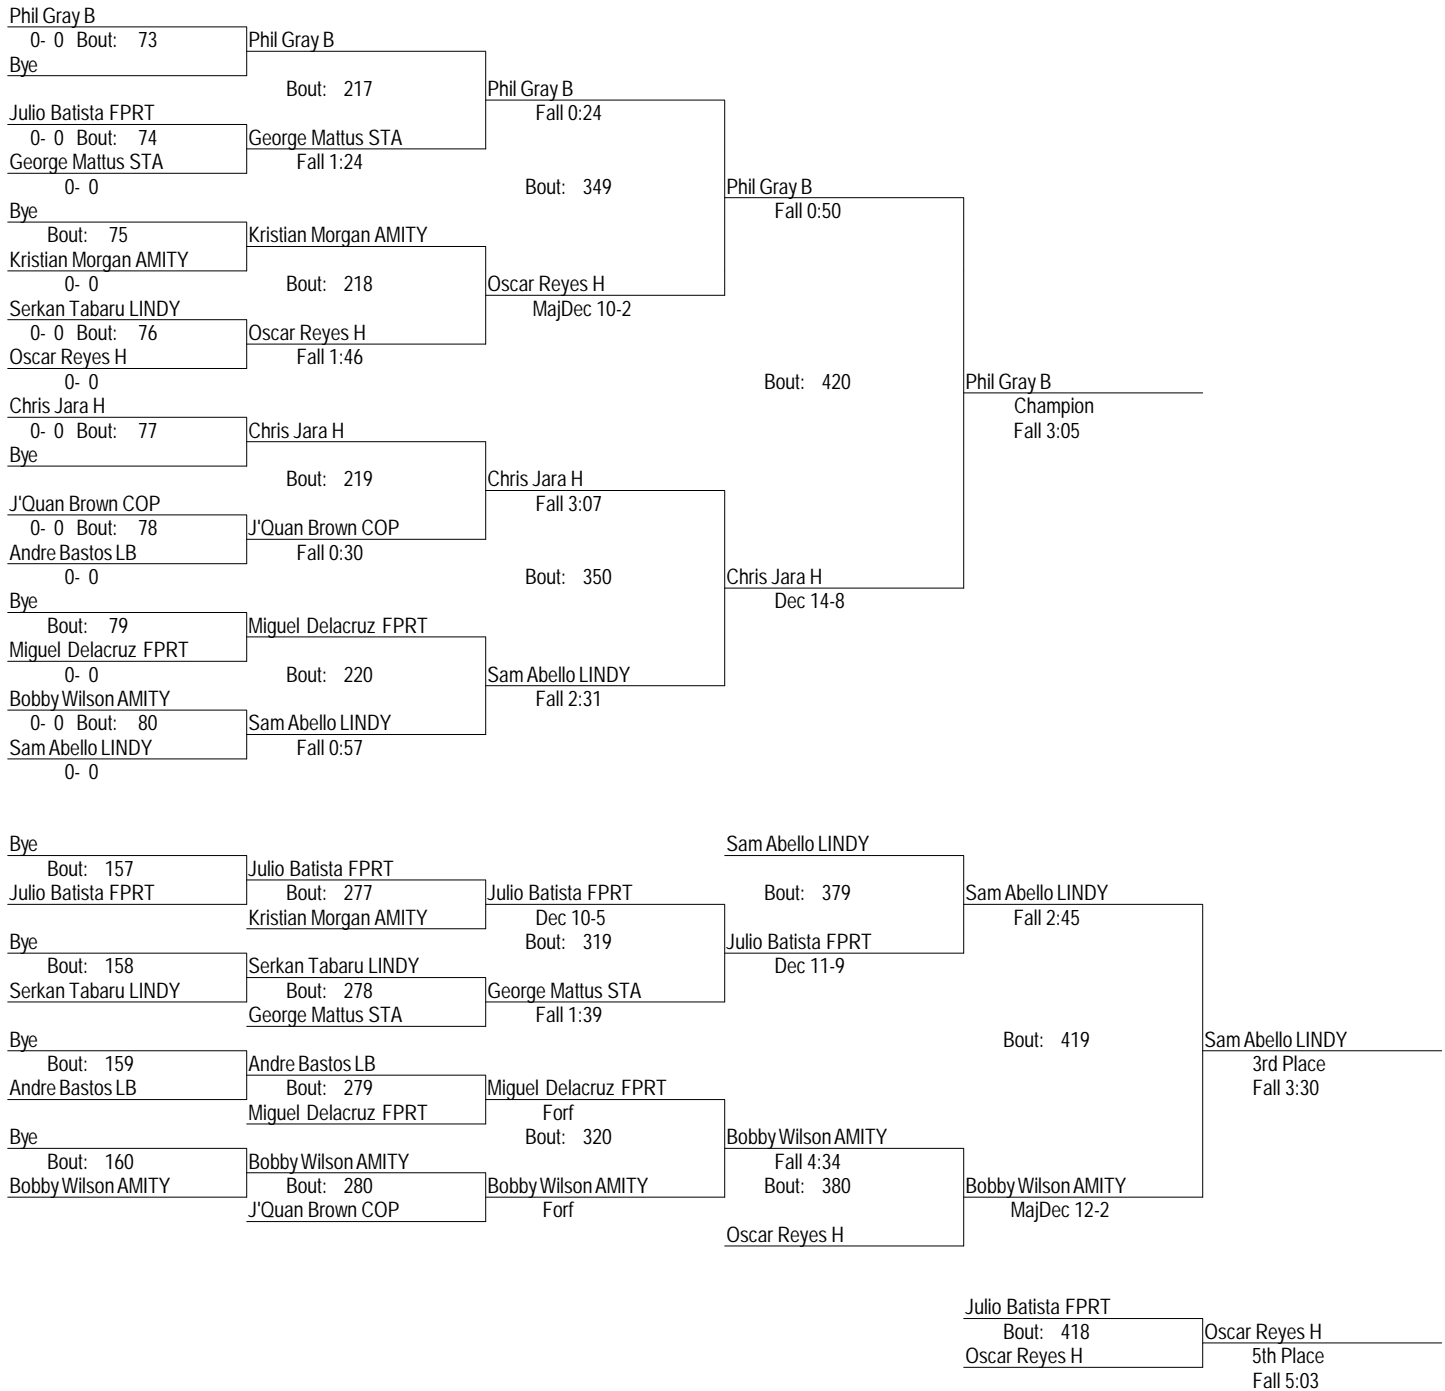 Phil Gray B
0- 0 Bout: 73
Phil Gray B
Bye
Bout: 217
Phil Gray B
Julio Batista FPRT
Fall 0:24
0- 0 Bout: 74
George Mattus STA
George Mattus STA
Fall 1:24
0- 0
Bout: 349
Phil Gray B
Bye
Fall 0:50
Bout: 75
Kristian Morgan AMITY
Kristian Morgan AMITY
0- 0
Bout: 218
Oscar Reyes H
Serkan Tabaru LINDY
MajDec 10-2
0- 0 Bout: 76
Oscar Reyes H
Oscar Reyes H
Fall 1:46
0- 0
Bout: 420
Phil Gray B
Chris Jara H
Champion
0- 0 Bout: 77
Chris Jara H
Fall 3:05
Bye
Bout: 219
Chris Jara H
J'Quan Brown COP
Fall 3:07
0- 0 Bout: 78
J'Quan Brown COP
Andre Bastos LB
Fall 0:30
0- 0
Bout: 350
Chris Jara H
Bye
Dec 14-8
Bout: 79
Miguel Delacruz FPRT
Miguel Delacruz FPRT
0- 0
Bout: 220
Sam Abello LINDY
Bobby Wilson AMITY
Fall 2:31
0- 0 Bout: 80
Sam Abello LINDY
Sam Abello LINDY
Fall 0:57
0- 0
Bye
Sam Abello LINDY
Bout: 157
Julio Batista FPRT
Julio Batista FPRT
Bout: 277
Julio Batista FPRT
Bout: 379
Sam Abello LINDY
Kristian Morgan AMITY
Dec 10-5
Fall 2:45
Bye
Bout: 319
Julio Batista FPRT
Bout: 158
Serkan Tabaru LINDY
Dec 11-9
Serkan Tabaru LINDY
Bout: 278
George Mattus STA
George Mattus STA
Fall 1:39
Bye
Bout: 419
Sam Abello LINDY
Bout: 159
Andre Bastos LB
3rd Place
Andre Bastos LB
Bout: 279
Miguel Delacruz FPRT
Fall 3:30
Miguel Delacruz FPRT
Forf
Bye
Bout: 320
Bobby Wilson AMITY
Bout: 160
Bobby Wilson AMITY
Fall 4:34
Bobby Wilson AMITY
Bout: 280
Bobby Wilson AMITY
Bout: 380
Bobby Wilson AMITY
J'Quan Brown COP
Forf
MajDec 12-2
Oscar Reyes H
Julio Batista FPRT
Bout: 418
Oscar Reyes H
Oscar Reyes H
5th Place
Fall 5:03